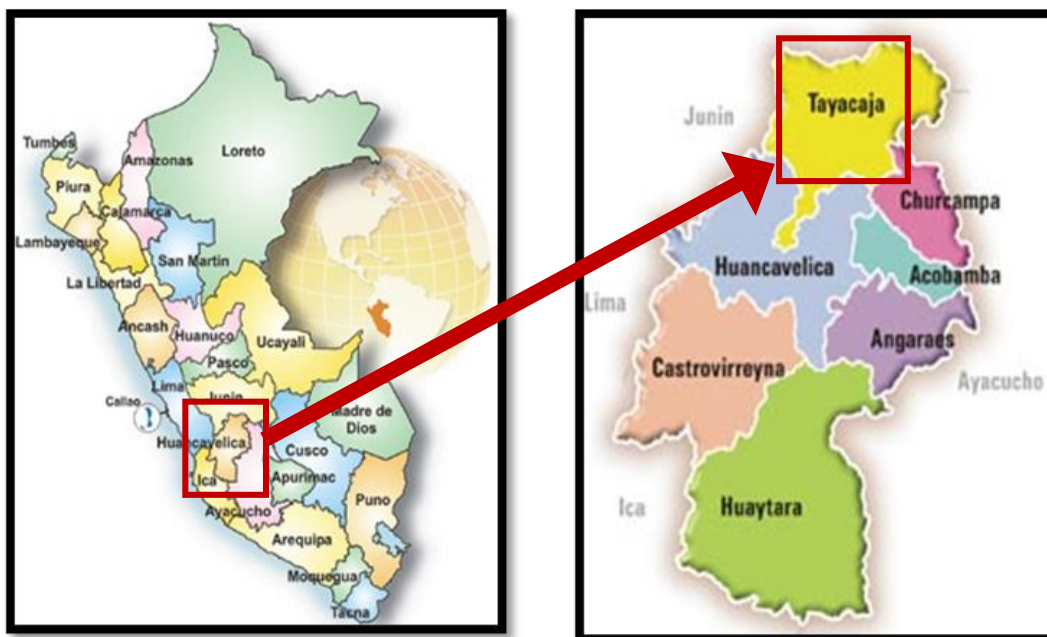 Tumbes
Loreto
Amazonas
Piura
Cajamarca
Lambayeque
San Martin
La Libertad
Ancash
Huanuco
Ucayali
Pasco
Lima
Junin
Callao
Madre de
Dios
Huancavelica
Cusco
Ica
Apurimac
Puno
Ayacucho
Arequipa
Moquegua
Tacna
Tayacaja
Junin
Churcampa
Huancavelica
Acobamba
Lima
Angaraes
Castrovirreyna
Ayacucho
Ica
Huaytara